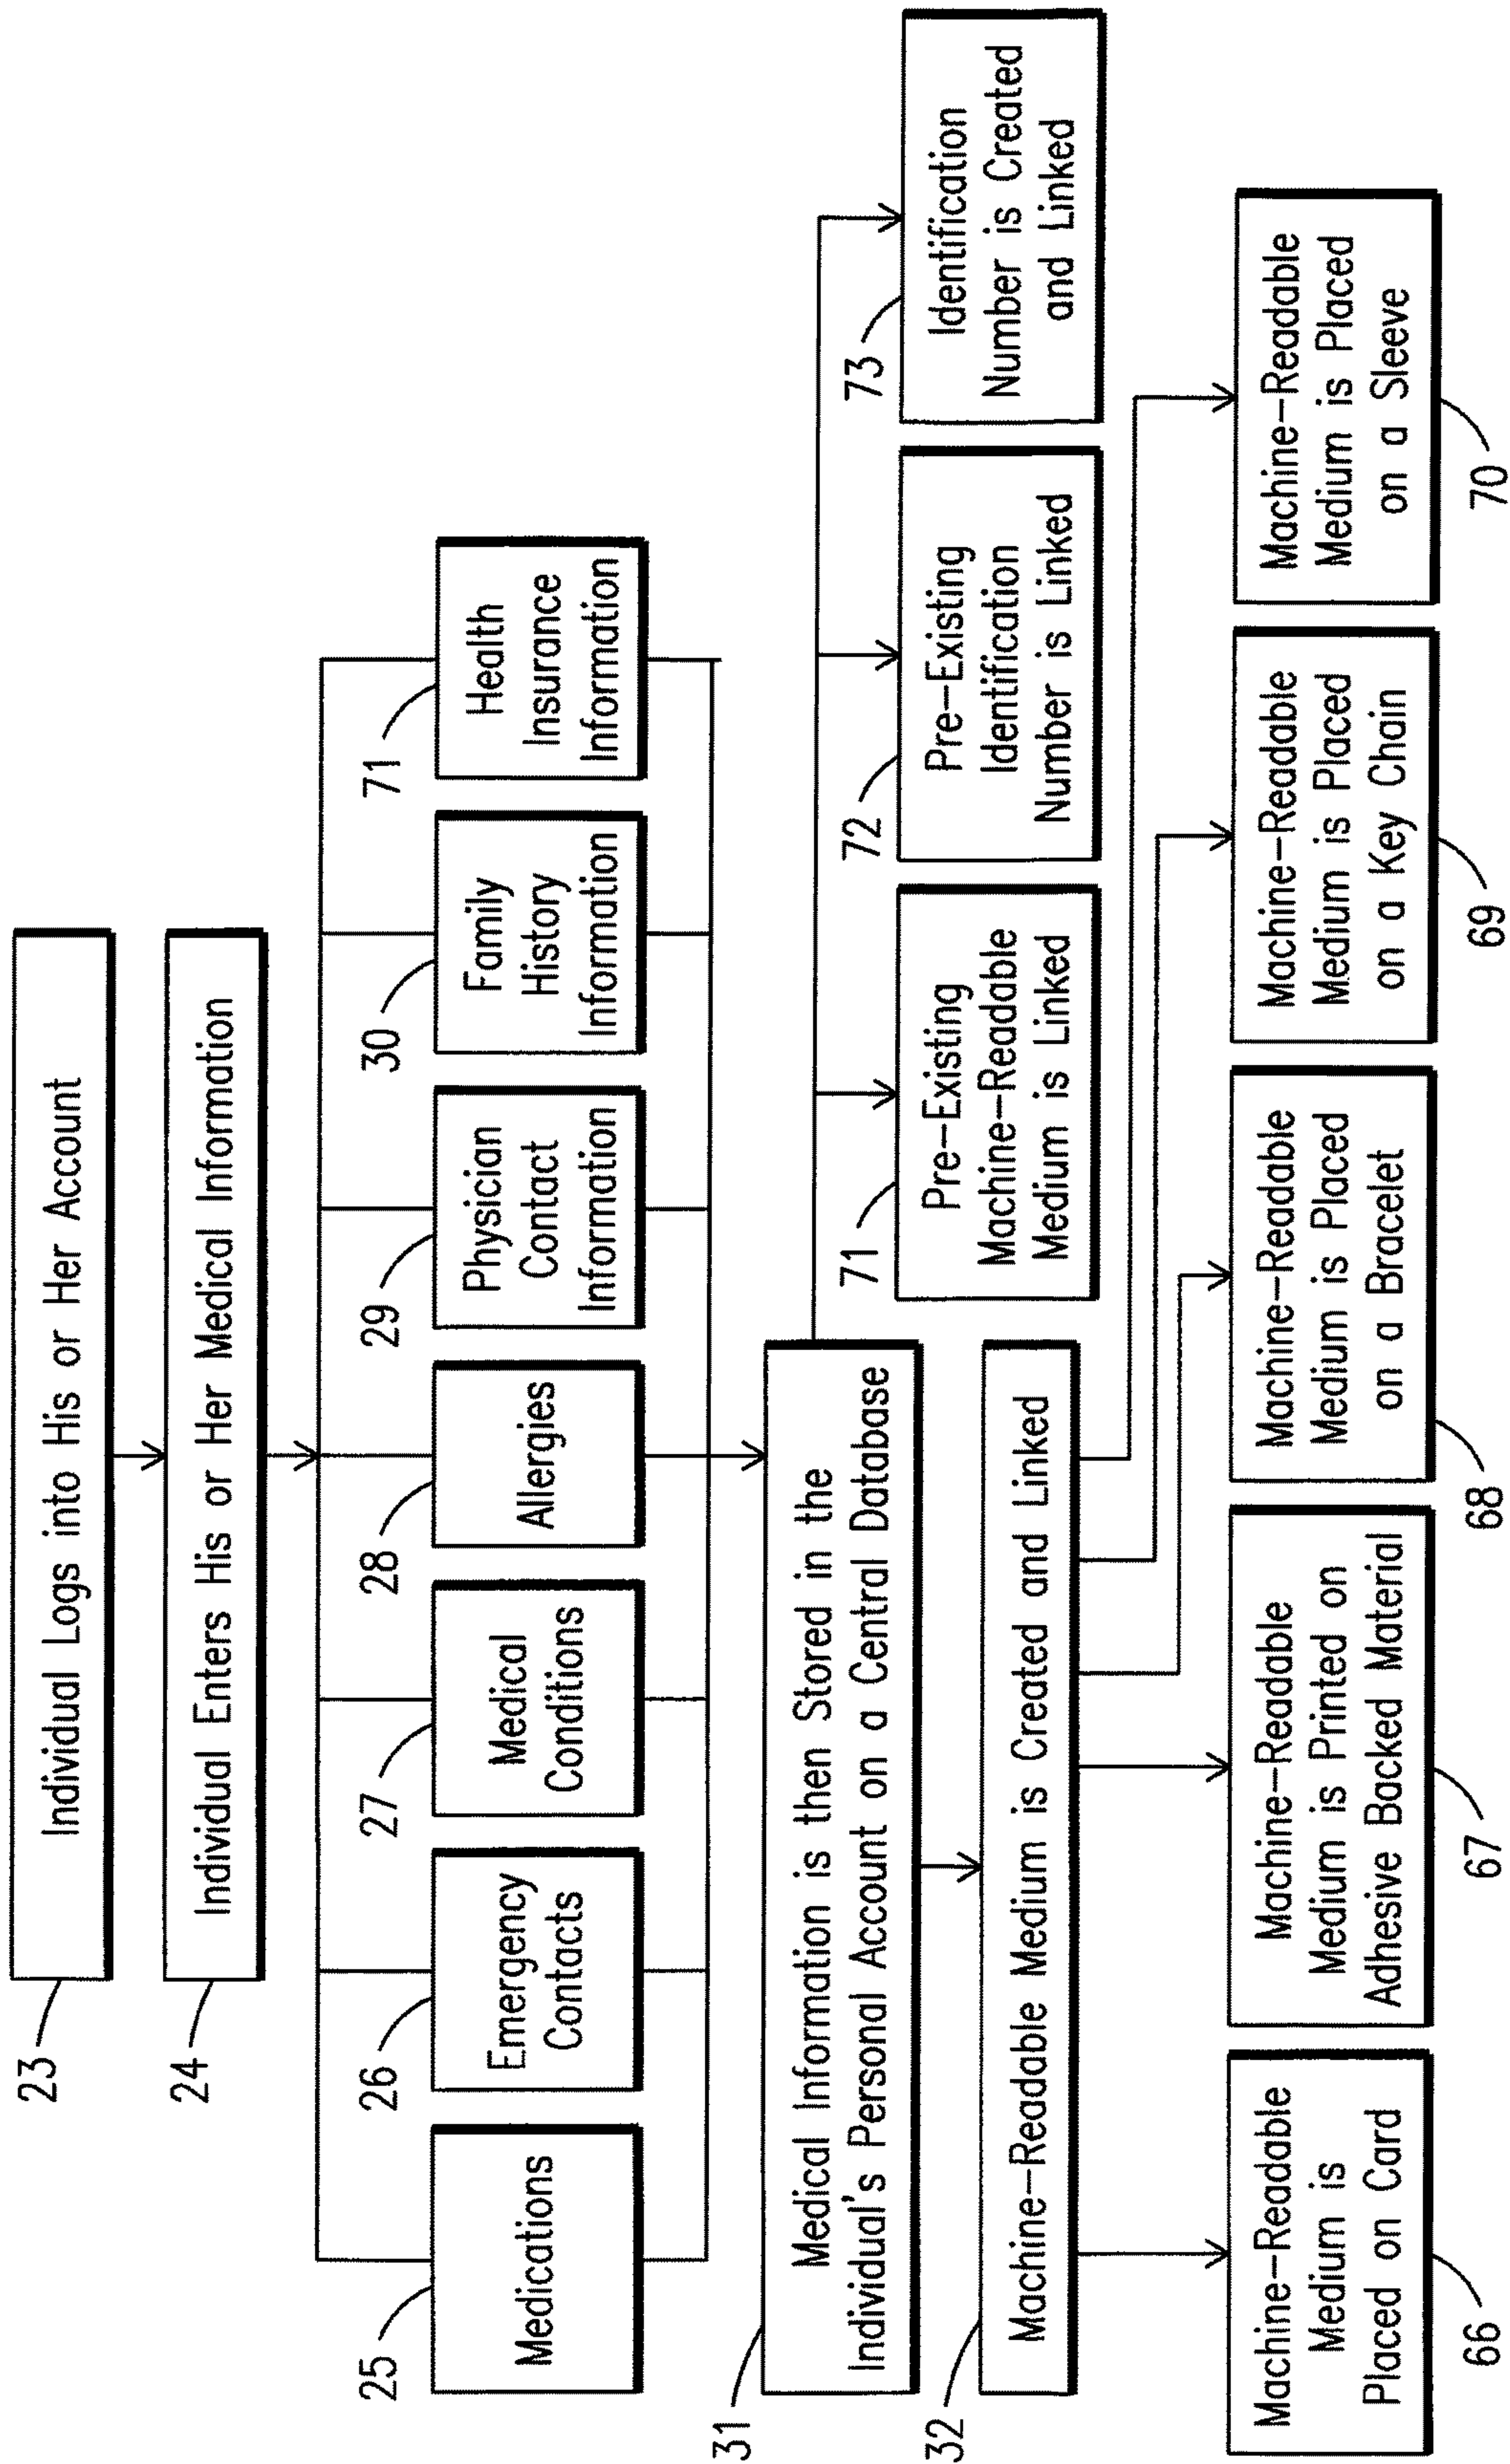 23
Individual Logs into His or Her Account
24
Individual Enters His or Her Medical Information
25
Medications
26
Emergency
Contacts
27
Medical
Conditions
28
Allergies
29
Physician
Contact
Information
30
Family
History
Information
71
Health
Insurance
Information
31
Medical Information is then Stored in the
Individual's Personal Account on a Central Database
71
Pre-Existing
Machine-Readable
Medium is Linked
72
Pre-Existing
Identification
Number is Linked
73
Identification
Number is Created
and Linked
32
Machine-Readable Medium is Created and Linked
Machine-Readable
Medium is
Placed on Card
66
Machine-Readable
Medium is Printed on
Adhesive Backed Material
67
Machine-Readable
Medium is Placed
on a Bracelet
68
Machine-Readable
Medium is Placed
on a Key Chain
69
Machine-Readable
Medium is Placed
on a Sleeve
70